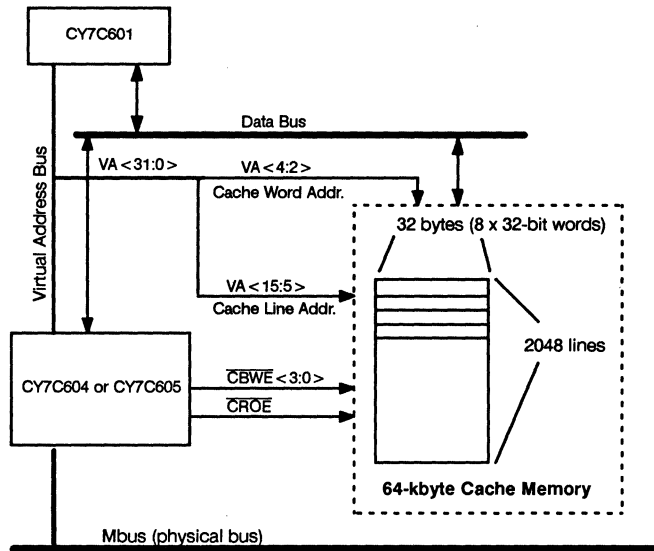 CY7C601
Data Bus
Virtual Address Bus
VA < 31:0 >
VA < 4:2 >
Cache Word Addr.
32 bytes (8 x 32-bit words)
VA < 15:5 >
Cache Line Addr.
2048 lines
CY7C604 or CY7C605
CBWE < 3:0 >
CROE
64-kbyte Cache Memory
Mbus (physical bus)